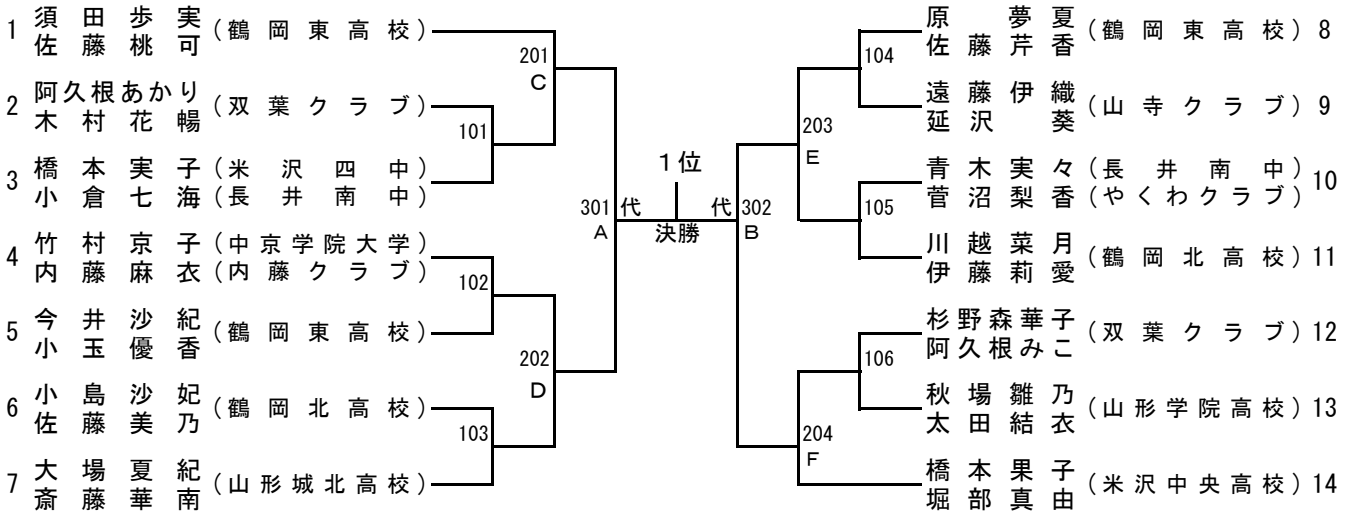 1 須田歩実 (鶴岡東高校)
佐藤桃可
2 阿久根あかり (双葉クラブ)
木村花暢
3 橋本実子 (米沢四中)
小倉七海 (長井南中)
4 竹村京子 (中京学院大学)
内藤麻衣 (内藤クラブ)
5 今井沙紀 (鶴岡東高校)
小玉優香
6 小島沙妃 (鶴岡北高校)
佐藤美乃
7 大場夏紀 (山形城北高校)
斎藤華南
201
C
101
301 代
A
102
202
D
103
1位
決勝
代 302
B
104
203
E
105
106
204
F
原夢夏 (鶴岡東高校) 8
佐藤芹香
遠藤伊織 (山寺クラブ) 9
延沢葵
青木実々 (長井南中) 10
菅沼梨香 (やくわクラブ)
川越菜月 (鶴岡北高校) 11
伊藤莉愛
杉野森華子 (双葉クラブ) 12
阿久根みこ
秋場雛乃 (山形学院高校) 13
太田結衣
橋本果子 (米沢中央高校) 14
堀部真由